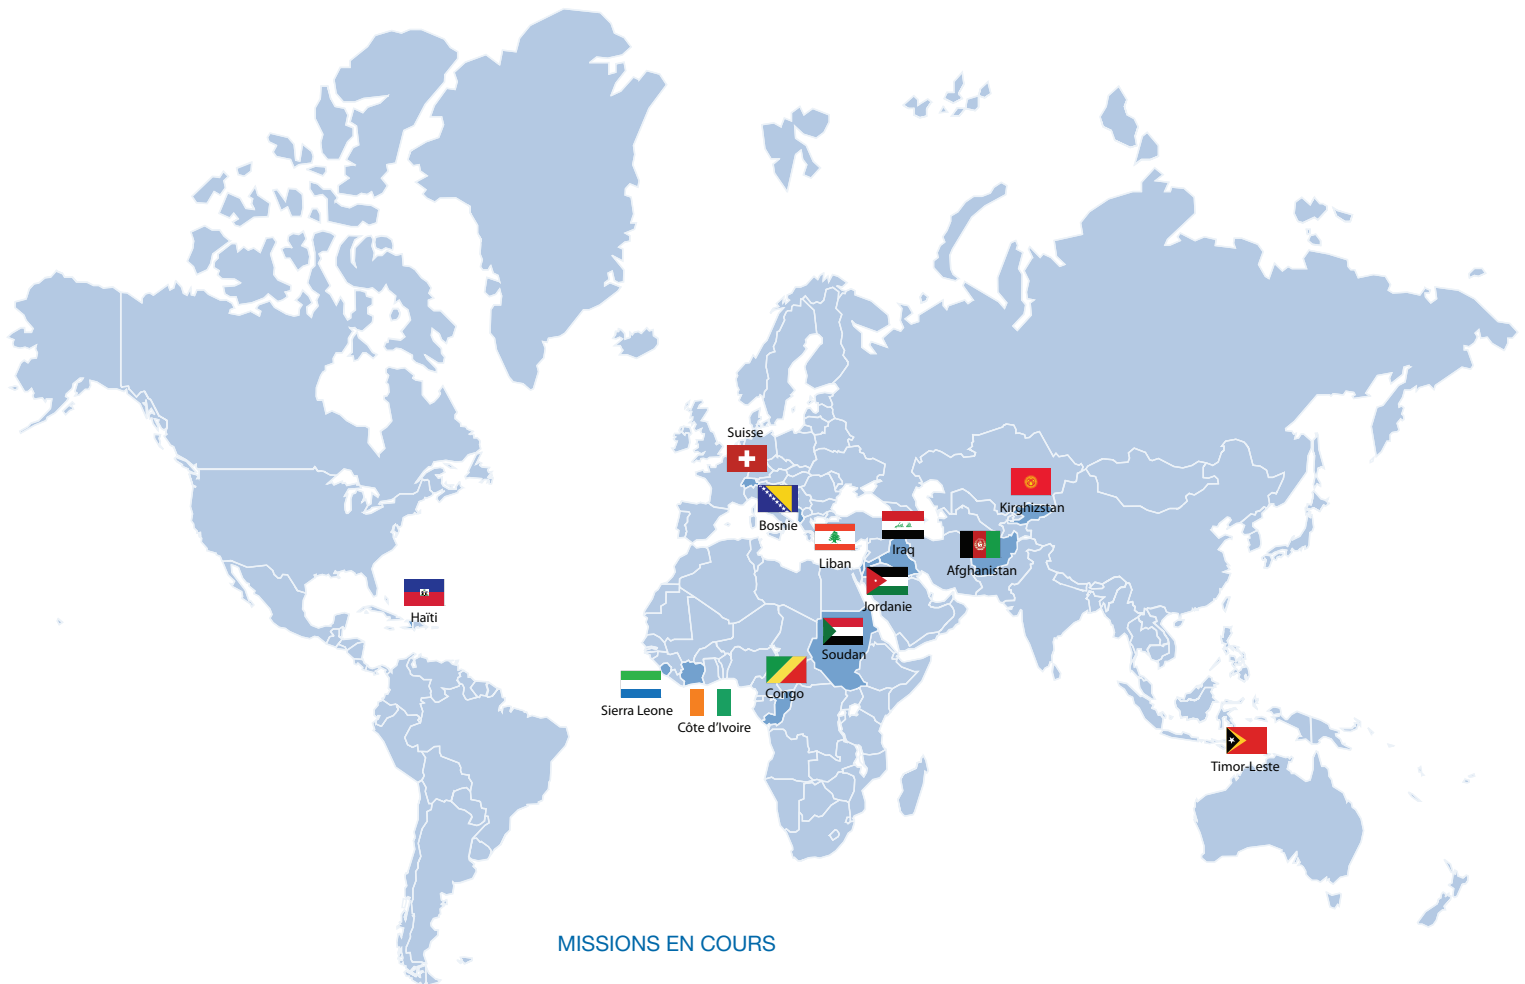 Suisse
Bosnie
Kirghizstan
Liban
Iraq
Afghanistan
Jordanie
Haïti
Soudan
Congo
Sierra Leone
Côte d'Ivoire
Timor-Leste
MISSIONS EN COURS